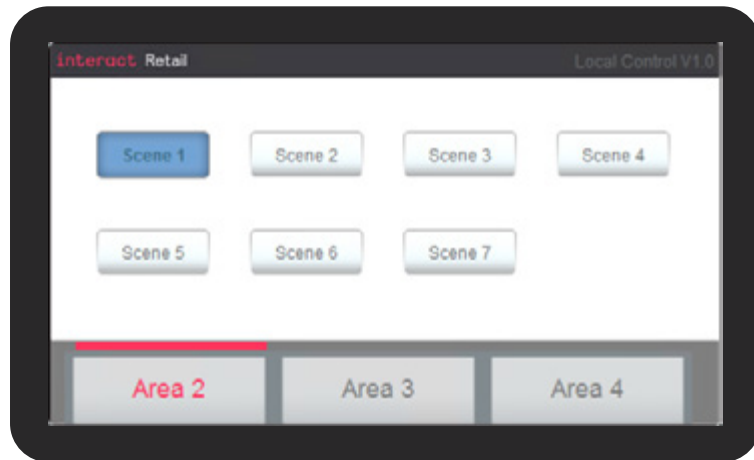 interact Retail Local Control V1.0
Scene 1 Scene 2 Scene 3 Scene 4
Scene 5 Scene 6 Scene 7
Area 2 Area 3 Area 4